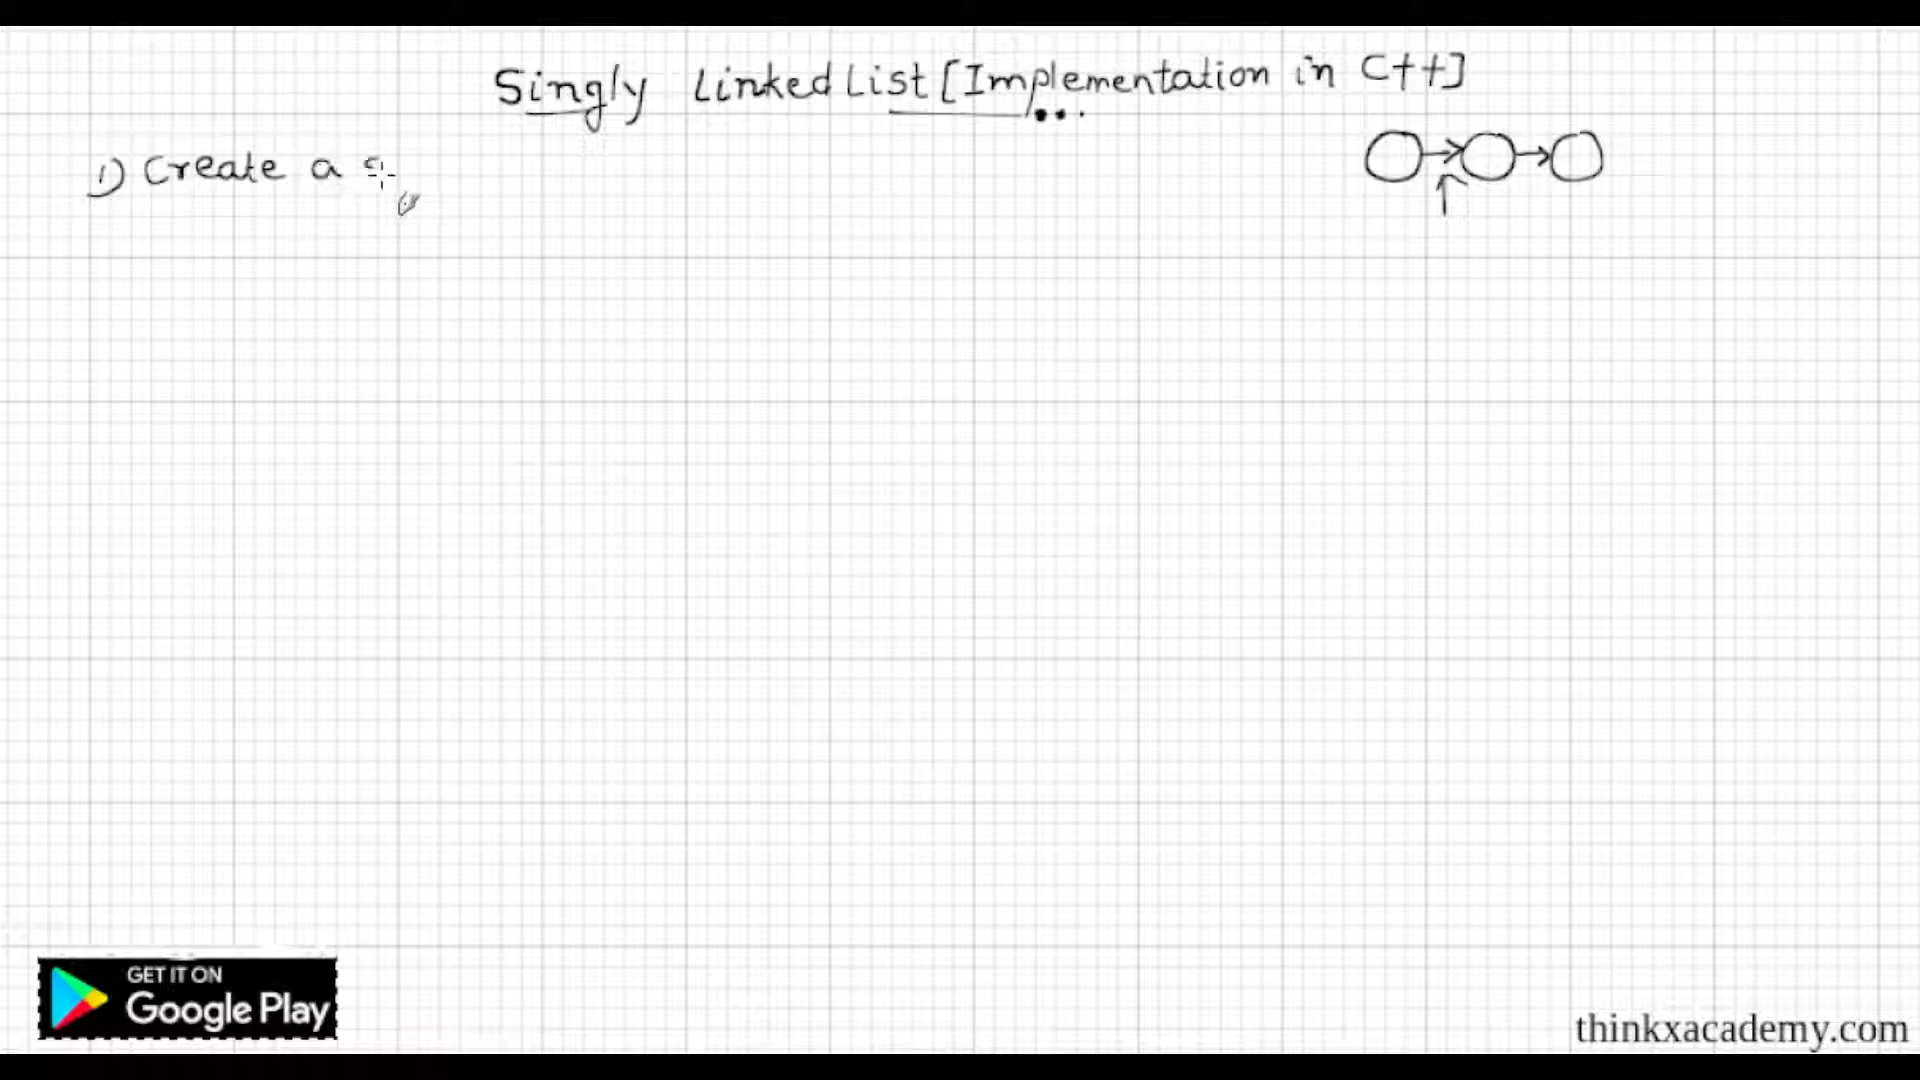 Singly Linked List [Implementation in C++]
1) Create a
GET IT ON
Google Play
thinkxacademy.com